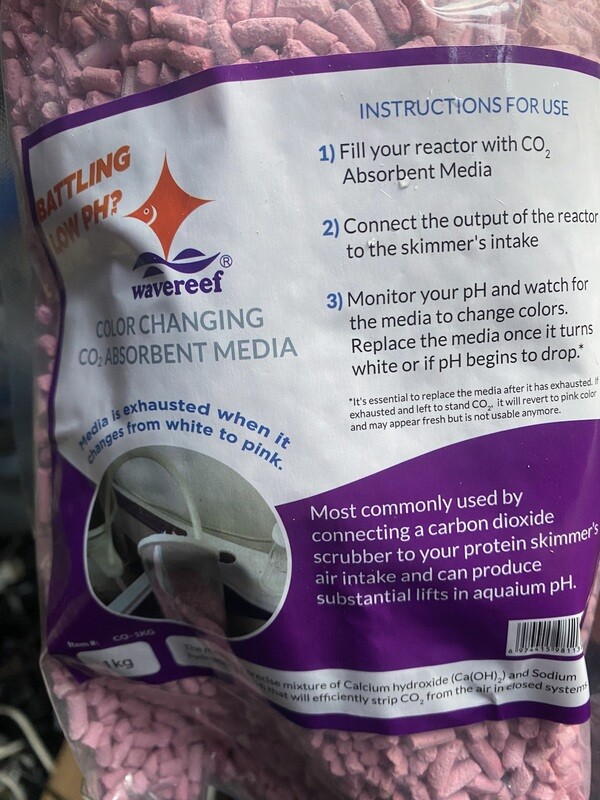 BATTLING
LOW PH?
wavereef®
COLOR CHANGING
CO₂ ABSORBENT MEDIA
Media is exhausted when it
changes from white to pink.
INSTRUCTIONS FOR USE
1) Fill your reactor with CO₂
Absorbent Media
2) Connect the output of the reactor
to the skimmer's intake
3) Monitor your pH and watch for
the media to change colors.
Replace the media once it turns
white or if pH begins to drop.*
*It's essential to replace the media after it has exhausted. If
exhausted and left to stand CO₂, it will revert to pink color
and may appear fresh but is not usable anymore.
Most commonly used by
connecting a carbon dioxide
scrubber to your protein skimmer's
air intake and can produce
substantial lifts in aquaium pH.
Item #: CO-1KG
1kg
mixture of Calcium hydroxide (Ca(OH)₂) and Sodium
that will efficiently strip CO₂ from the air in closed systems